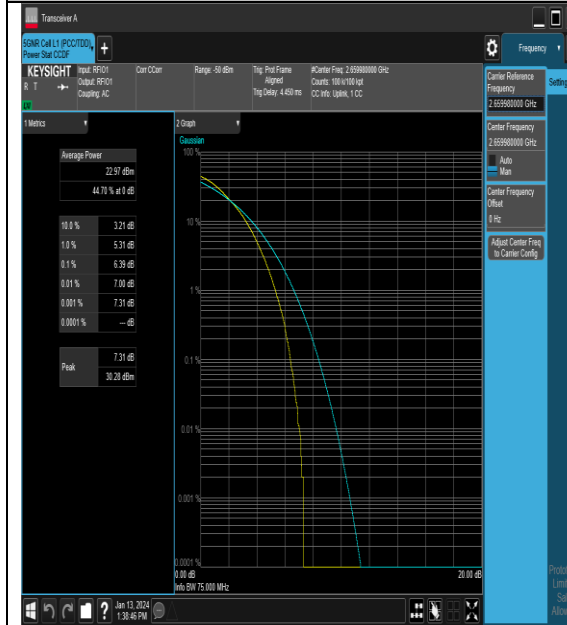 Transceiver A
5GNR Cell L1 (PCC/TDD),
Power Stat CCDF
+
Frequency
KEYSIGHT
R T
LV
Input: RFIO1
Output: RFIO1
Coupling: AC
Corr CCorr
Range: -50 dBm
Trig: Prot Frame
Aligned
Trig Delay: 4.450 ms
#Center Freq: 2.659980000 GHz
Counts: 100 k/100 kpt
CC Info: Uplink, 1 CC
Carrier Reference
Frequency
2.659980000 GHz
Setting
Center Frequency
2.659980000 GHz
Auto
Man
Center Frequency
Offset
0 Hz
Adjust Center Freq
to Carrier Config
1 Metrics
Average Power
22.97 dBm
44.70 % at 0 dB
10.0 % 3.21 dB
1.0 % 5.31 dB
0.1 % 6.39 dB
0.01 % 7.00 dB
0.001 % 7.31 dB
0.0001 % --- dB
Peak
7.31 dB
30.28 dBm
2 Graph
Gaussian
100 %
10 %
1 %
0.1 %
0.01 %
0.001 %
0.0001 %
0.00 dB 20.00 dB
Info BW 75.000 MHz
Proto
Limit
Sal
Allow
?
Jan 13, 2024
1:38:46 PM